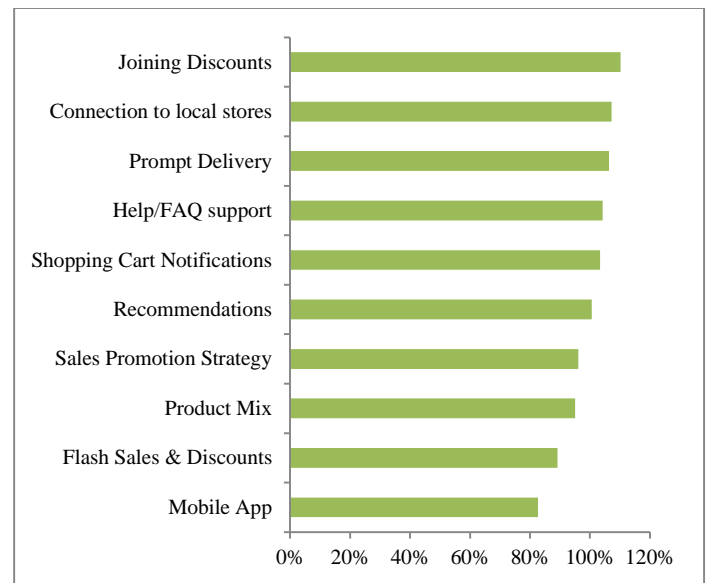 Joining Discounts
Connection to local stores
Prompt Delivery
Help/FAQ support
Shopping Cart Notifications
Recommendations
Sales Promotion Strategy
Product Mix
Flash Sales & Discounts
Mobile App
0% 20% 40% 60% 80% 100% 120%